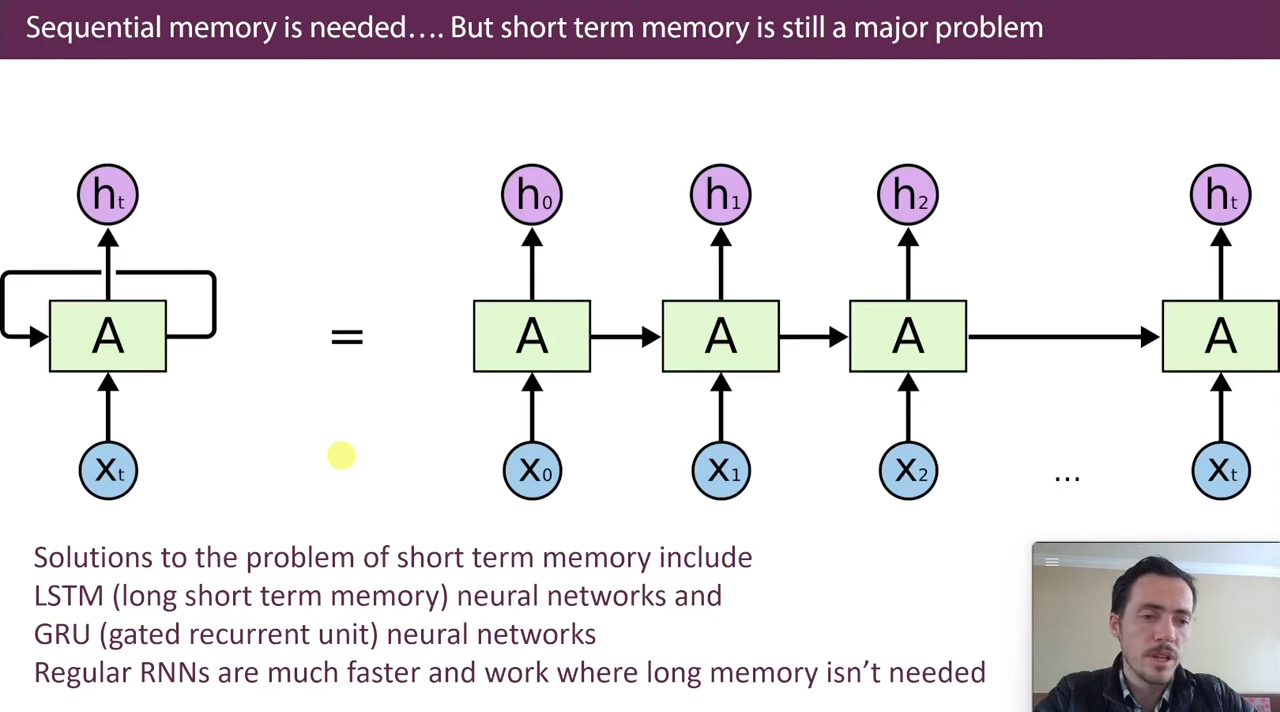 Sequential memory is needed…. But short term memory is still a major problem
hₜ h₀ h₁ h₂ hₜ
A = A A A A
xₜ x₀ x₁ x₂ … xₜ
Solutions to the problem of short term memory include
LSTM (long short term memory) neural networks and
GRU (gated recurrent unit) neural networks
Regular RNNs are much faster and work where long memory isn’t needed